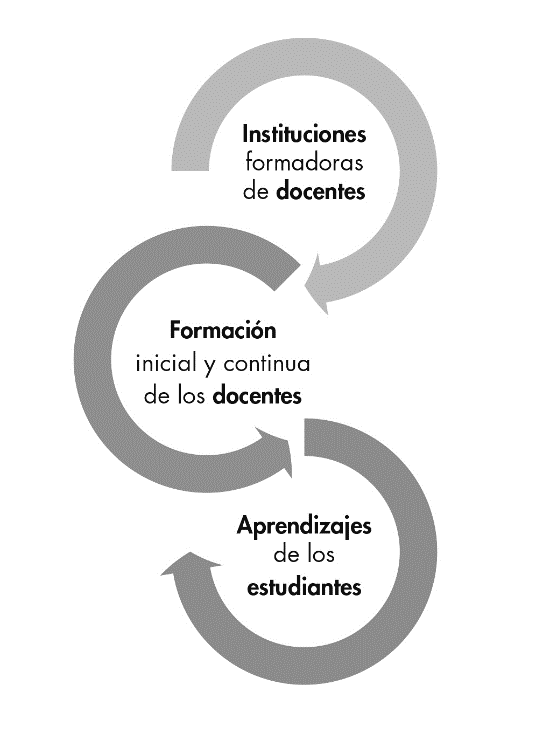 Instituciones
formadoras
de docentes
Formación
inicial y continua
de los docentes
Aprendizajes
de los
estudiantes